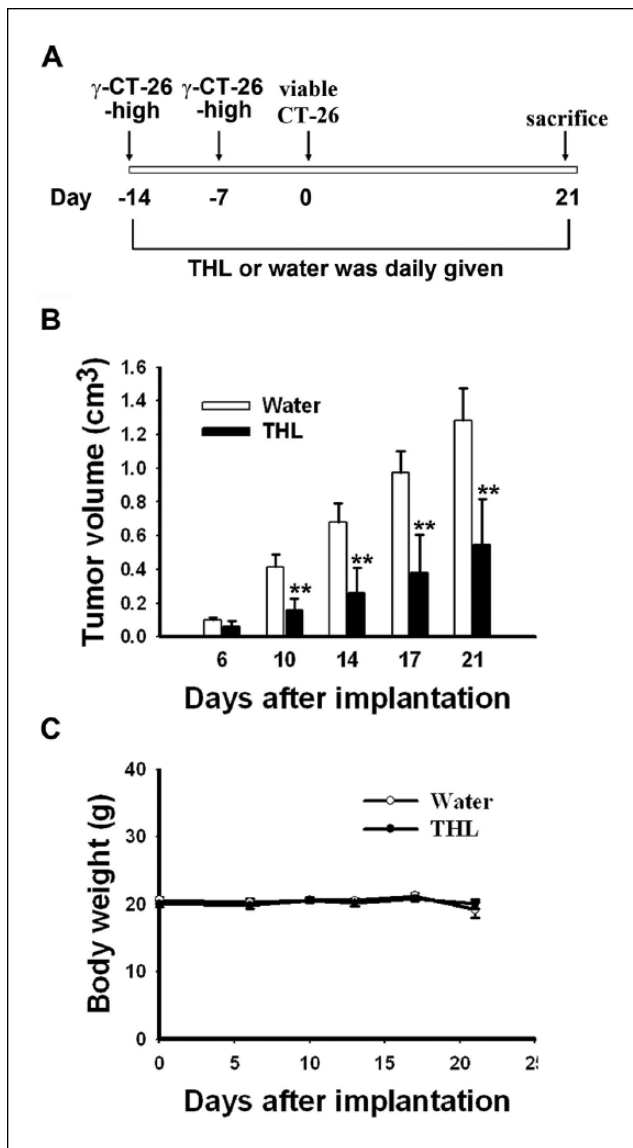 A
γ-CT-26 γ-CT-26 viable
-high -high CT-26 sacrifice
Day -14 -7 0 21
THL or water was daily given
B
Tumor volume (cm3)
1.6
1.4
1.2
1.0
0.8
0.6
0.4
0.2
0.0
Water
THL
** ** ** **
6 10 14 17 21
Days after implantation
C
Body weight (g)
40
30
20
10
0
Water
THL
0 5 10 15 20 25
Days after implantation